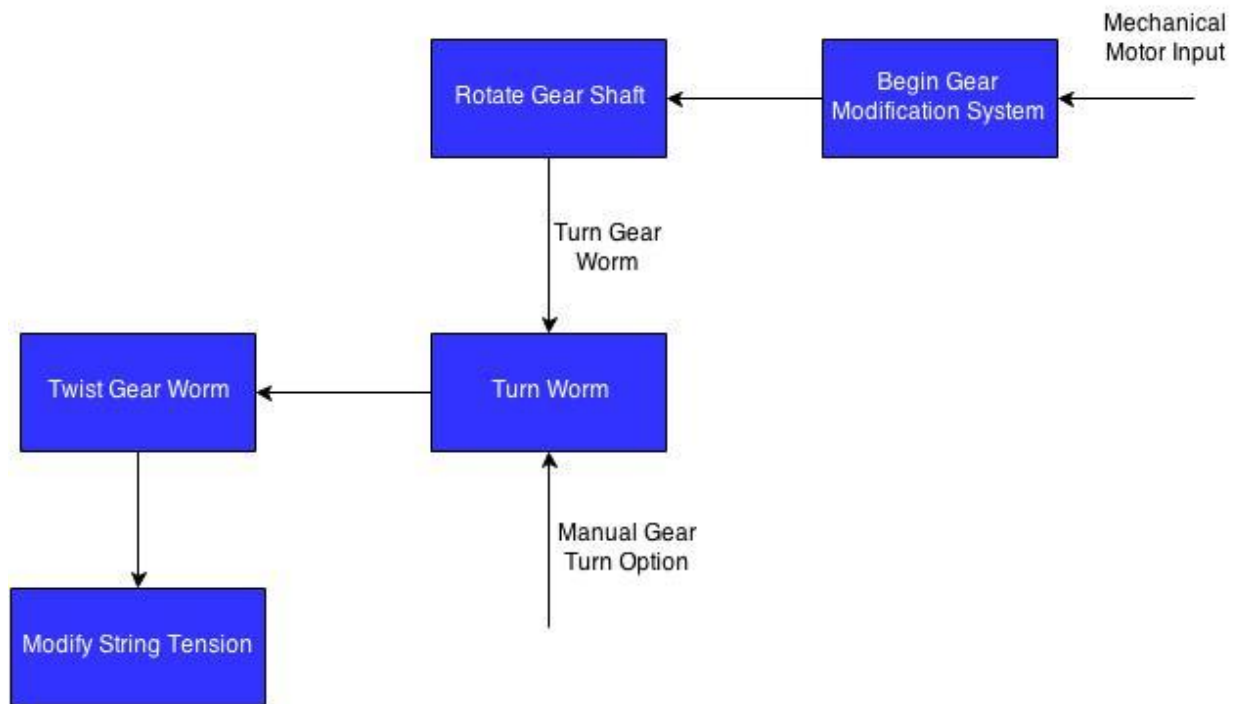 Mechanical
Motor Input
Rotate Gear Shaft
Begin Gear
Modification System
Turn Gear
Worm
Twist Gear Worm
Turn Worm
Manual Gear
Turn Option
Modify String Tension